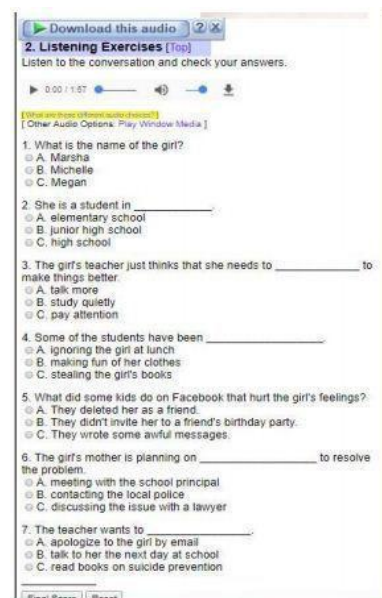 Download this audio ? X
2. Listening Exercises [Top]
Listen to the conversation and check your answers.
0:00 / 1:57
[ What are these different audio choices? ]
[ Other Audio Options: Play Window Media ]
1. What is the name of the girl?
A. Marsha
B. Michelle
C. Megan
2. She is a student in ____________.
A. elementary school
B. junior high school
C. high school
3. The girl's teacher just thinks that she needs to ____________ to
make things better.
A. talk more
B. study quietly
C. pay attention
4. Some of the students have been ________________.
A. ignoring the girl at lunch
B. making fun of her clothes
C. stealing the girl's books
5. What did some kids do on Facebook that hurt the girl's feelings?
A. They deleted her as a friend.
B. They didn't invite her to a friend's birthday party.
C. They wrote some awful messages.
6. The girl's mother is planning on ________________ to resolve
the problem.
A. meeting with the school principal
B. contacting the local police
C. discussing the issue with a lawyer
7. The teacher wants to ______________.
A. apologize to the girl by email
B. talk to her the next day at school
C. read books on suicide prevention
Final Score Reset